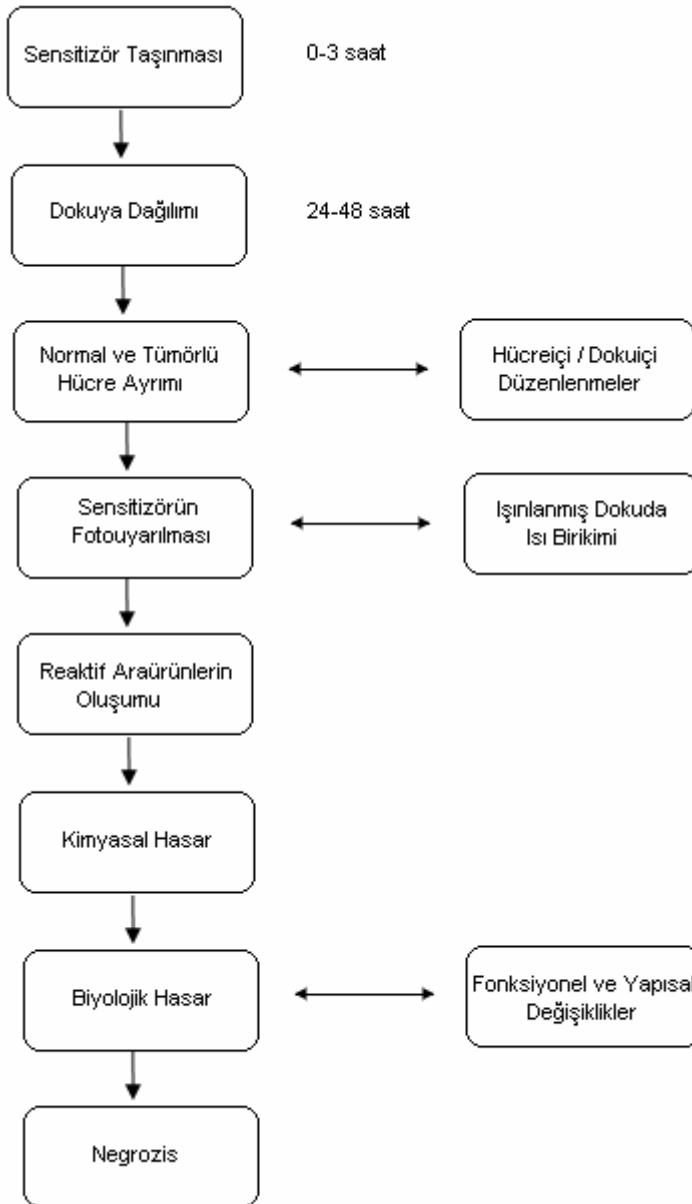 Sensitizör Taşınması
0-3 saat
Dokuya Dağılımı
24-48 saat
Normal ve Tümörlü
Hücre Ayrımı
Hücreiçi / Dokuiçi
Düzenlenmeler
Sensitizörün
Fotouyarılması
Işınlanmış Dokuda
Isı Birikimi
Reaktif Araürünlerin
Oluşumu
Kimyasal Hasar
Biyolojik Hasar
Fonksiyonel ve Yapısal
Değişiklikler
Negrozis